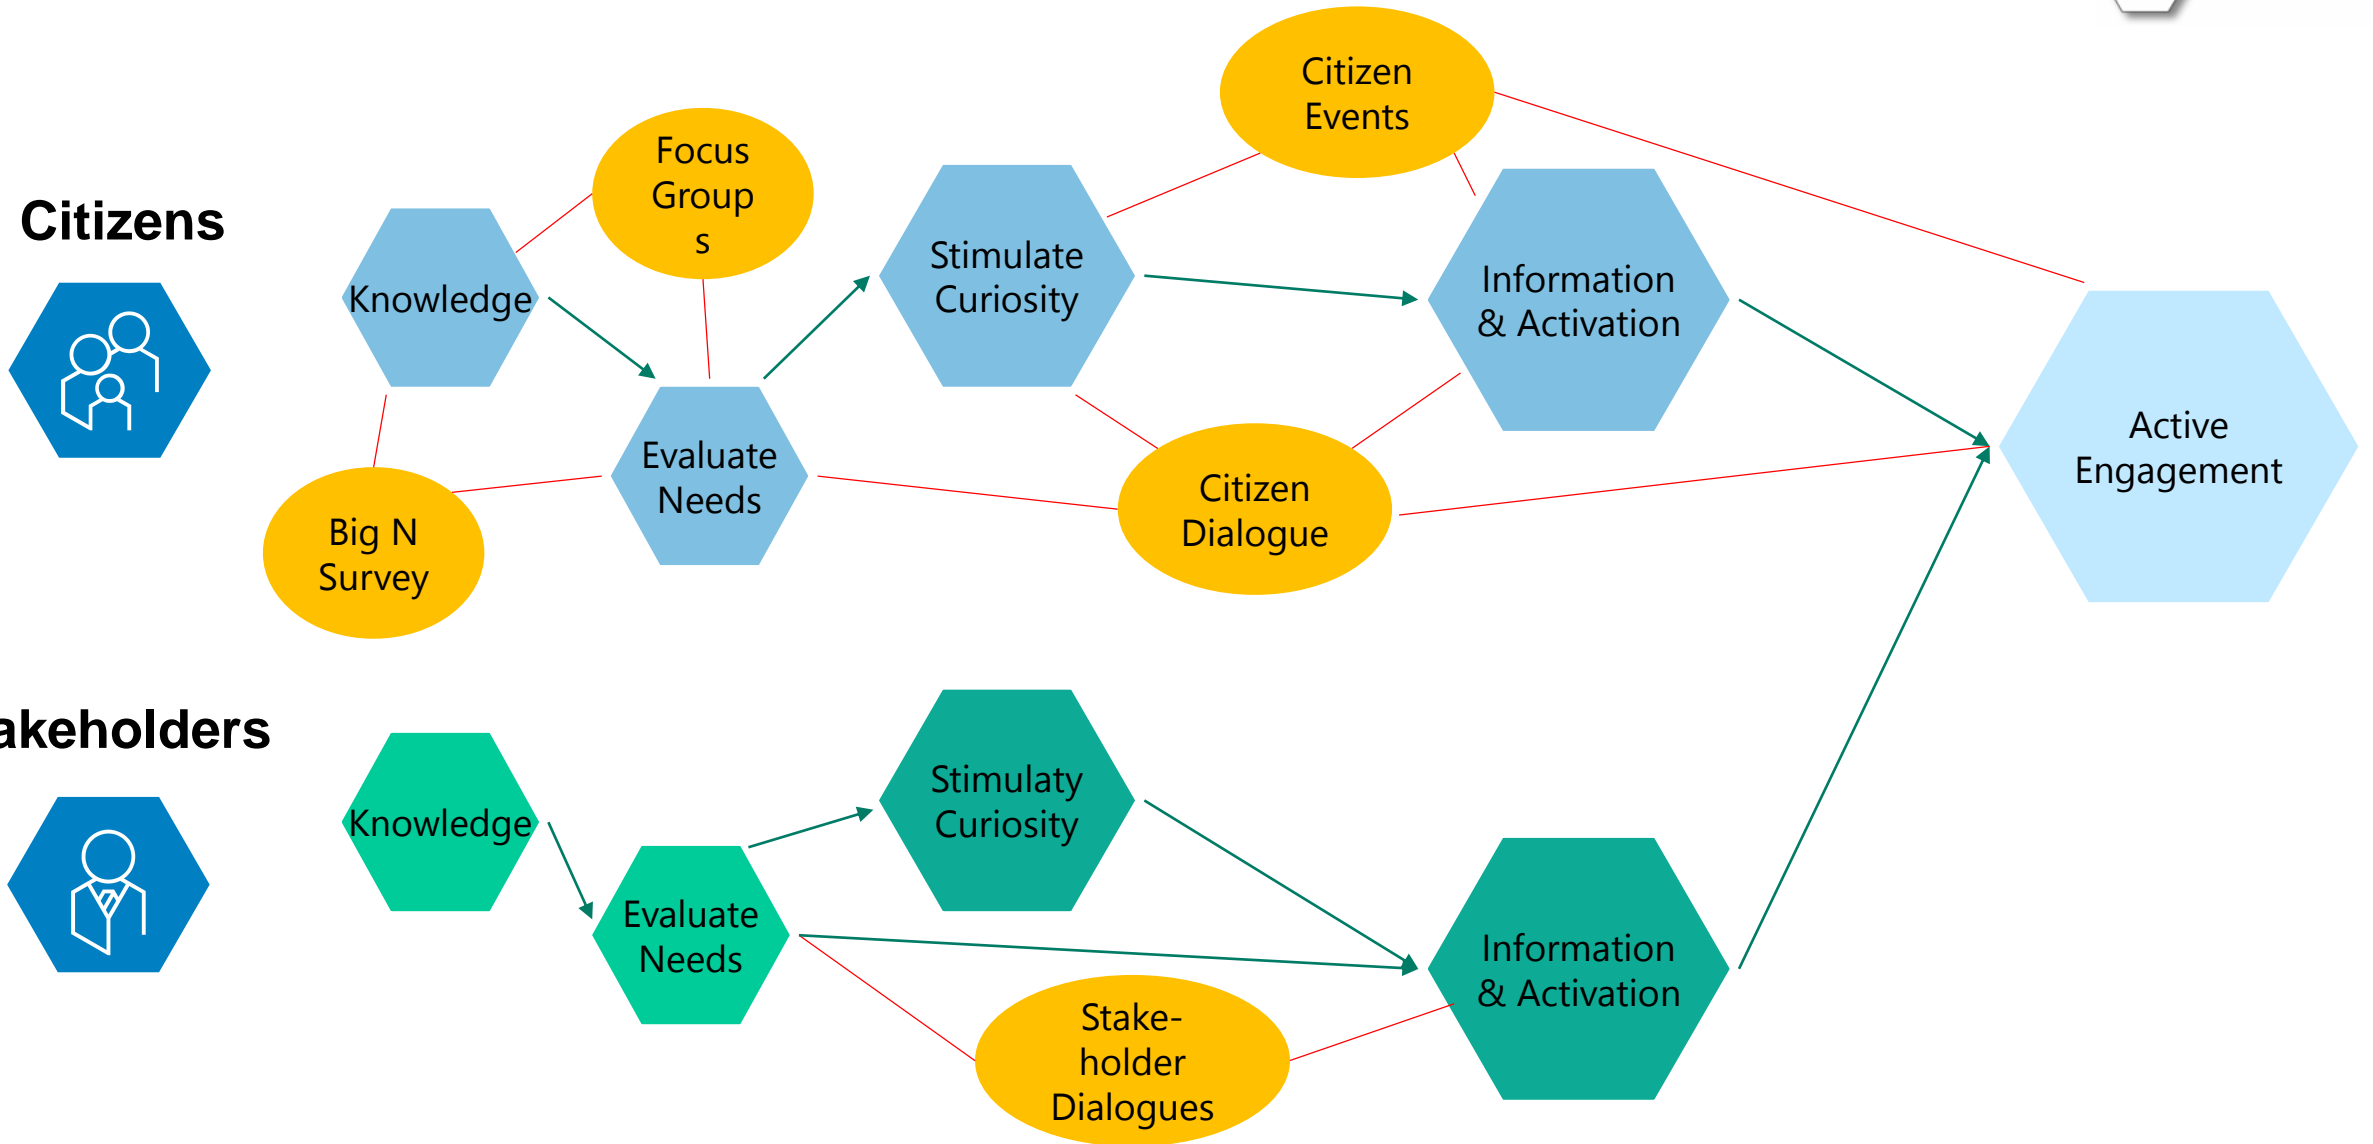 Citizen
Events
Focus
Group
s
Citizens
Stimulate
Curiosity
Information
& Activation
Knowledge
Active
Engagement
Evaluate
Needs
Citizen
Dialogue
Big N
Survey
akeholders
Knowledge
Stimulaty
Curiosity
Evaluate
Needs
Information
& Activation
Stake-
holder
Dialogues